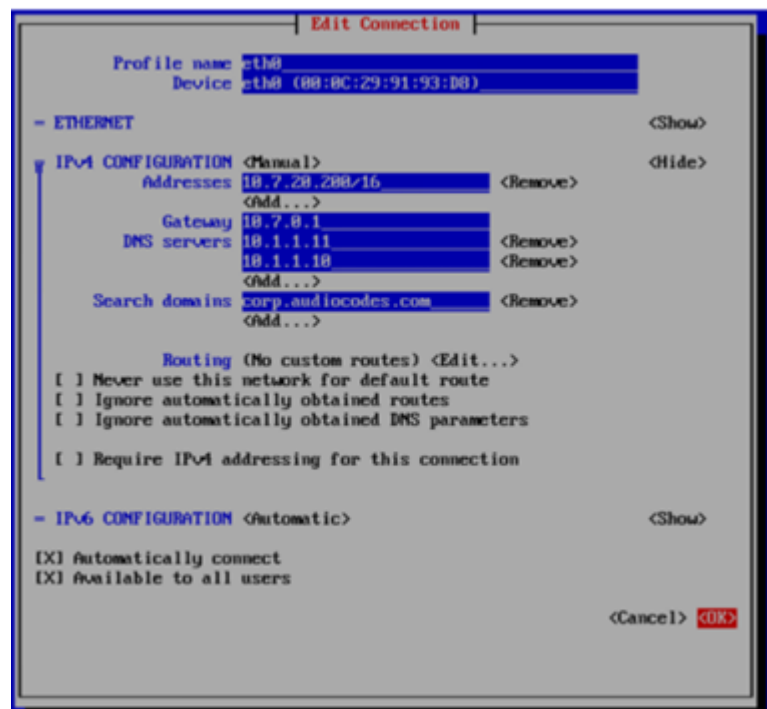 Edit Connection
Profile name eth0
Device eth0 (00:0C:29:91:93:D8)
= ETHERNET <Show>
IPv4 CONFIGURATION <Manual> <Hide>
Addresses 10.7.20.200/16 <Remove>
<Add...>
Gateway 10.7.0.1
DNS servers 10.1.1.11 <Remove>
10.1.1.10 <Remove>
<Add...>
Search domains corp.audiocodes.com <Remove>
<Add...>
Routing (No custom routes) <Edit...>
[ ] Never use this network for default route
[ ] Ignore automatically obtained routes
[ ] Ignore automatically obtained DNS parameters
[ ] Require IPv4 addressing for this connection
= IPv6 CONFIGURATION <Automatic> <Show>
[X] Automatically connect
[X] Available to all users
<Cancel> <OK>